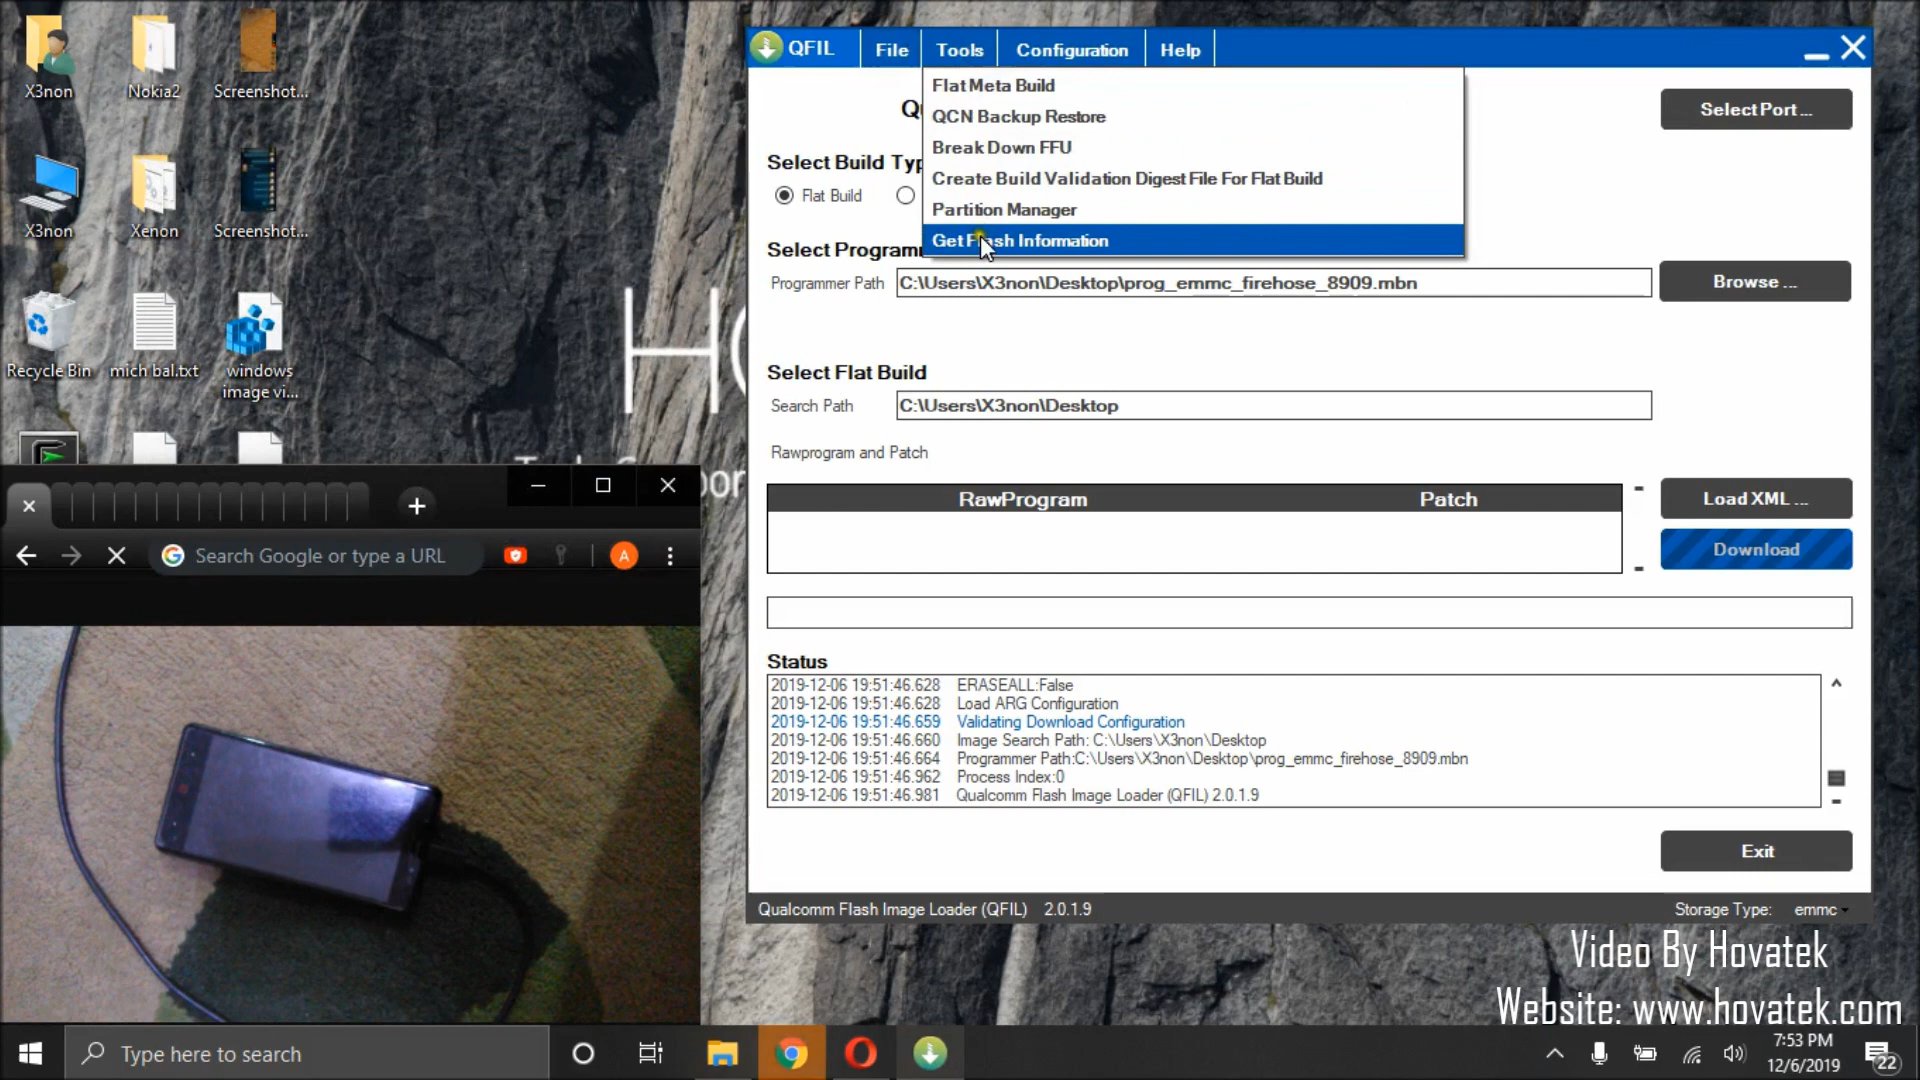 X3non
Nokia2
Screenshot...
X3non
Xenon
Screenshot...
Recycle Bin
mich bal.txt
windows
image vi...
QFIL
File
Tools
Configuration
Help
Flat Meta Build
QCN Backup Restore
Break Down FFU
Create Build Validation Digest File For Flat Build
Partition Manager
Get Flash Information
Select Port ...
Select Build Typ
Flat Build
Select Program
Programmer Path
C:\Users\X3non\Desktop\prog_emmc_firehose_8909.mbn
Browse ...
Select Flat Build
Search Path
C:\Users\X3non\Desktop
Rawprogram and Patch
RawProgram
Patch
Load XML ...
Download
Status
2019-12-06 19:51:46.628 ERASEALL:False
2019-12-06 19:51:46.628 Load ARG Configuration
2019-12-06 19:51:46.659 Validating Download Configuration
2019-12-06 19:51:46.660 Image Search Path: C:\Users\X3non\Desktop
2019-12-06 19:51:46.664 Programmer Path:C:\Users\X3non\Desktop\prog_emmc_firehose_8909.mbn
2019-12-06 19:51:46.962 Process Index:0
2019-12-06 19:51:46.981 Qualcomm Flash Image Loader (QFIL) 2.0.1.9
Exit
Qualcomm Flash Image Loader (QFIL) 2.0.1.9
Storage Type: emmc
Search Google or type a URL
A
Video By Hovatek
Website: www.hovatek.com
Type here to search
7:53 PM
12/6/2019
22